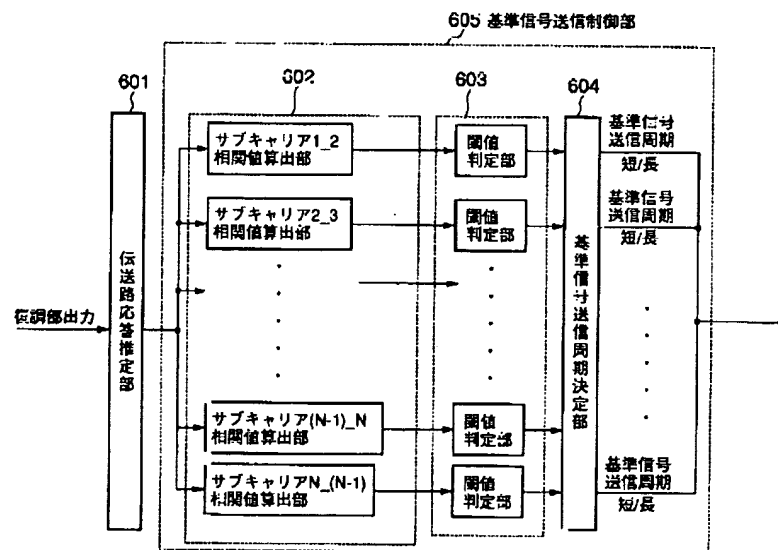 605 基準信号送信制御部
601
602
603
604
サブキャリア1_2
相関値算出部
閾値
判定部
基準信号
送信周期
短/長
サブキャリア2_3
相関値算出部
閾値
判定部
基準信号
送信周期
短/長
復調部出力
伝送路応答推定部
基準信号送信周期決定部
サブキャリア(N-1)_N
相関値算出部
閾値
判定部
サブキャリアN_(N-1)
相関値算出部
閾値
判定部
基準信号
送信周期
短/長